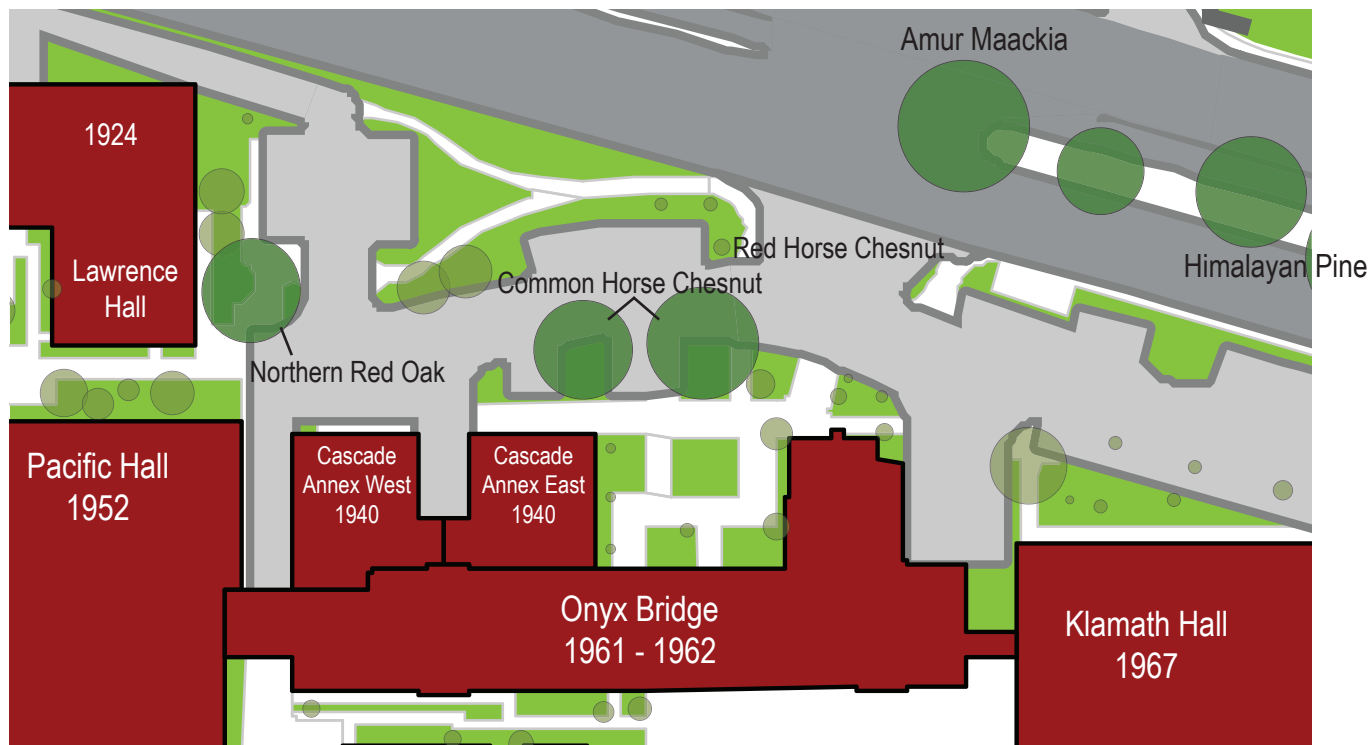 Amur Maackia
1924
Red Horse Chesnut
Lawrence
Hall
Common Horse Chesnut
Himalayan Pine
Northern Red Oak
Pacific Hall
1952
Cascade
Annex West
1940
Cascade
Annex East
1940
Onyx Bridge
1961 - 1962
Klamath Hall
1967